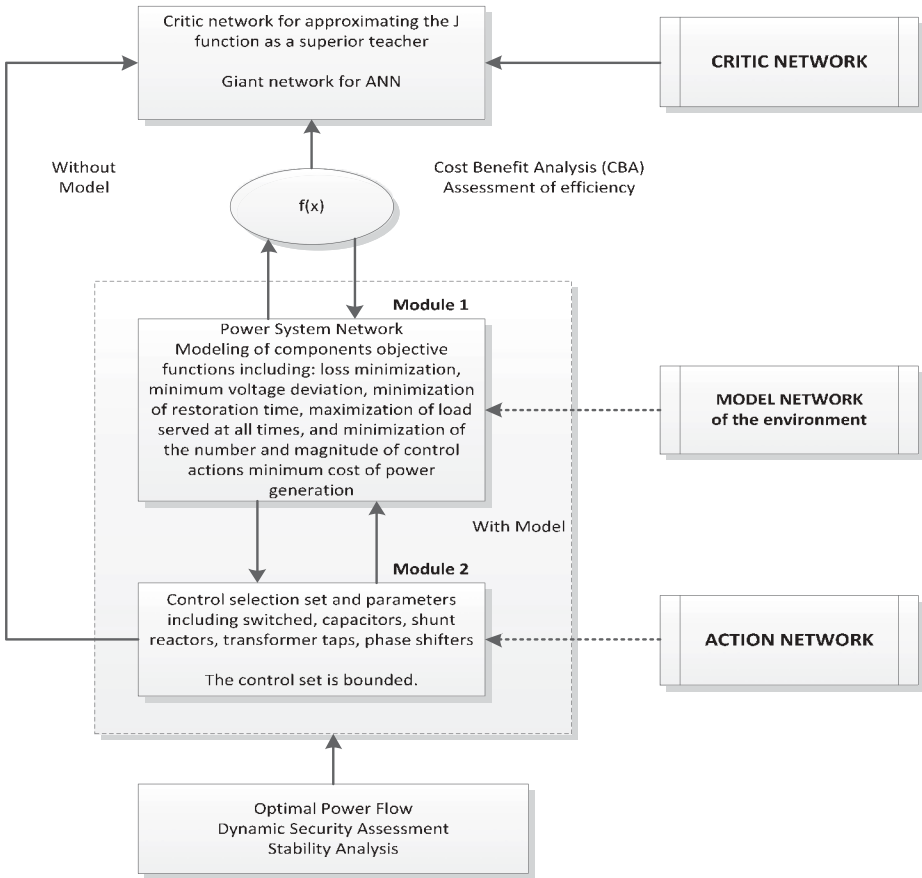 Critic network for approximating the J
function as a superior teacher
Giant network for ANN
CRITIC NETWORK
Without
Model
Cost Benefit Analysis (CBA)
Assessment of efficiency
f(x)
Module 1
Power System Network
Modeling of components objective
functions including: loss minimization,
minimum voltage deviation, minimization
of restoration time, maximization of load
served at all times, and minimization of
the number and magnitude of control
actions minimum cost of power
generation
MODEL NETWORK
of the environment
With Model
Module 2
Control selection set and parameters
including switched, capacitors, shunt
reactors, transformer taps, phase shifters
The control set is bounded.
ACTION NETWORK
Optimal Power Flow
Dynamic Security Assessment
Stability Analysis